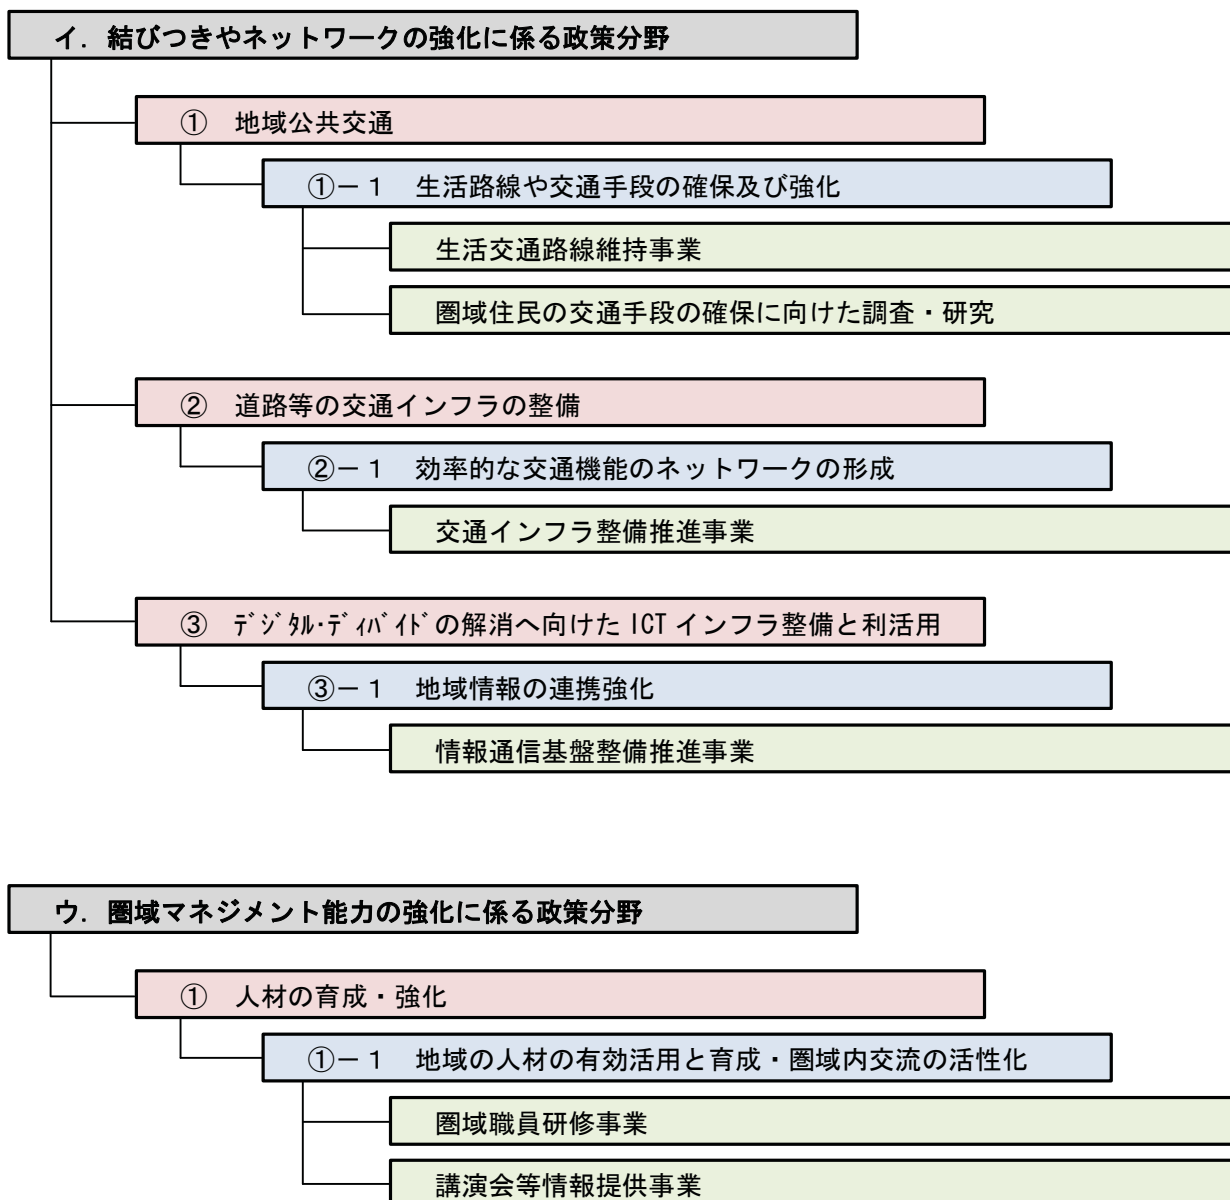 イ．結びつきやネットワークの強化に係る政策分野
①　地域公共交通
①－１　生活路線や交通手段の確保及び強化
生活交通路線維持事業
圏域住民の交通手段の確保に向けた調査・研究
②　道路等の交通インフラの整備
②－１　効率的な交通機能のネットワークの形成
交通インフラ整備推進事業
③　ﾃﾞｼﾞﾀﾙ･ﾃﾞｨﾊﾞｲﾄﾞの解消へ向けた ICT インフラ整備と利活用
③－１　地域情報の連携強化
情報通信基盤整備推進事業
ウ．圏域マネジメント能力の強化に係る政策分野
①　人材の育成・強化
①－１　地域の人材の有効活用と育成・圏域内交流の活性化
圏域職員研修事業
講演会等情報提供事業